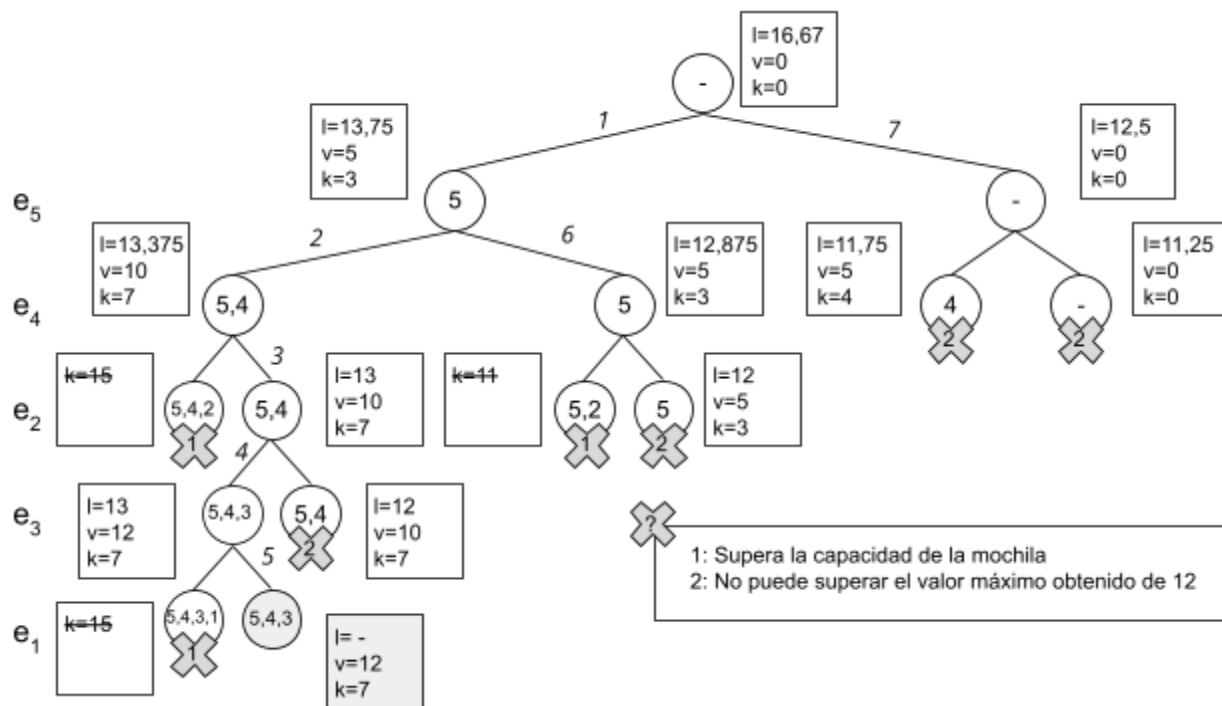 l=16,67
v=0
k=0
-
1
7
l=13,75
v=5
k=3
l=12,5
v=0
k=0
e5
5
-
2
6
l=13,375
v=10
k=7
l=12,875
v=5
k=3
l=11,75
v=5
k=4
l=11,25
v=0
k=0
e4
5,4
5
4
2
-
2
3
k=15
l=13
v=10
k=7
k=11
l=12
v=5
k=3
e2
5,4,2
1
5,4
5,2
1
5
2
4
l=13
v=12
k=7
l=12
v=10
k=7
e3
5,4,3
5,4
2
5
?
1: Supera la capacidad de la mochila
2: No puede superar el valor máximo obtenido de 12
k=15
e1
5,4,3,1
1
5,4,3
l= -
v=12
k=7